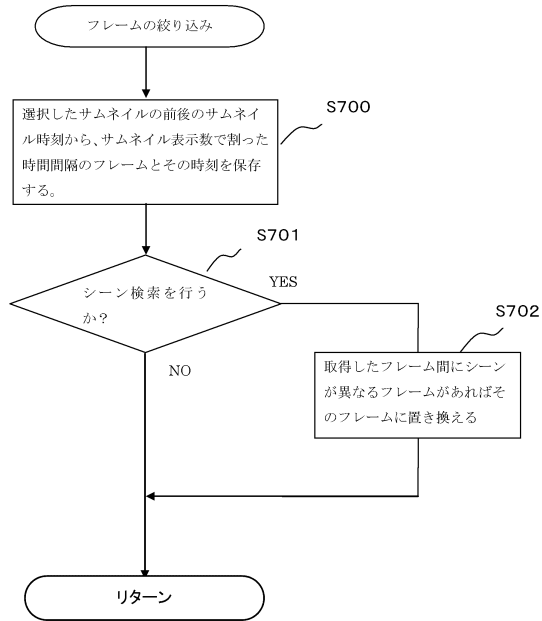 フレームの絞り込み
S700
選択したサムネイルの前後のサムネイ
ル時刻から、サムネイル表示数で割った
時間間隔のフレームとその時刻を保存
する。
S701
シーン検索を行う
か？
YES
NO
S702
取得したフレーム間にシーン
が異なるフレームがあればそ
のフレームに置き換える
リターン